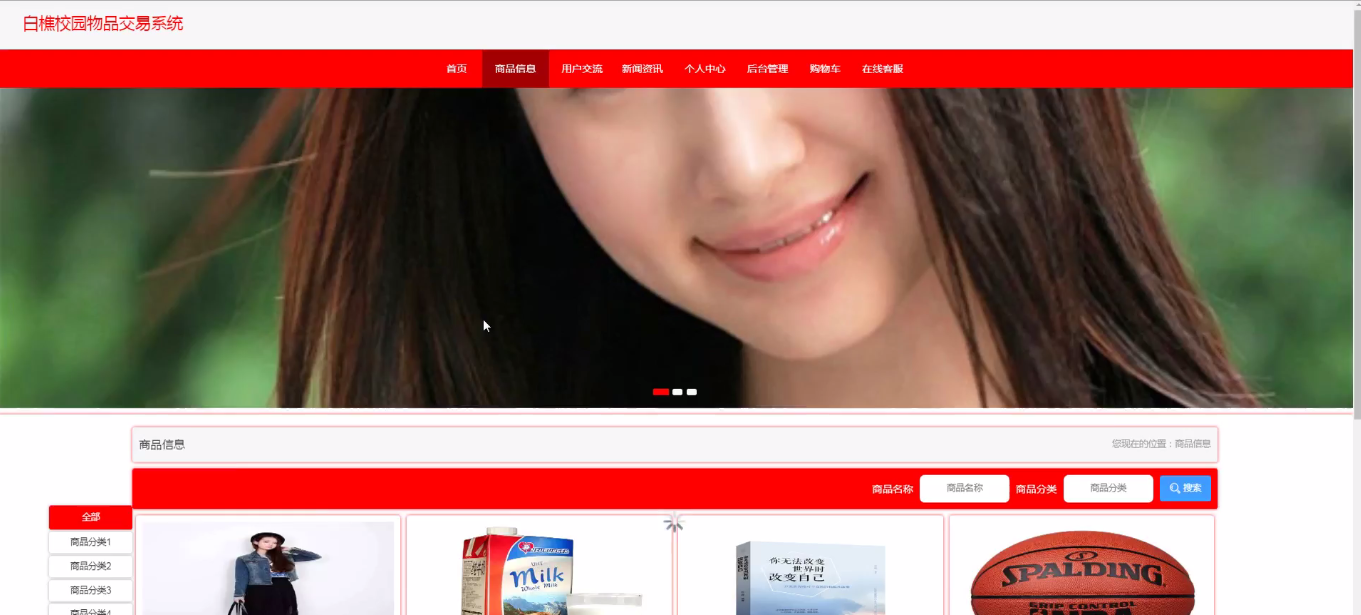 白樵校园物品交易系统
首页 商品信息 用户交流 新闻资讯 个人中心 后台管理 购物车 在线客服
商品信息
您现在的位置：商品信息
商品名称 商品名称 商品分类 商品分类 搜索
全部
商品分类1
商品分类2
商品分类3
商品分类4
Milk
Whole Milk
你无法改变
世界时
改变自己
SPALDING
GRIP CONTROL